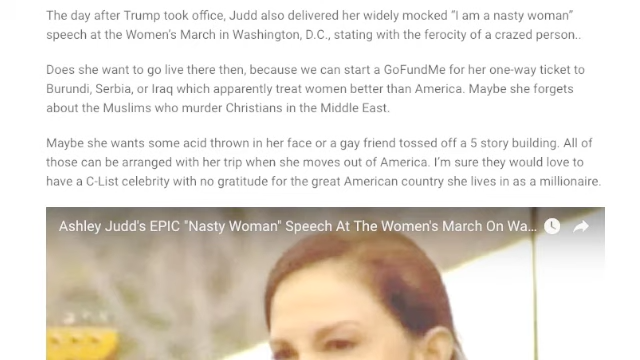 The day after Trump took office, Judd also delivered her widely mocked “I am a nasty woman”
speech at the Women's March in Washington, D.C., stating with the ferocity of a crazed person..
Does she want to go live there then, because we can start a GoFundMe for her one-way ticket to
Burundi, Serbia, or Iraq which apparently treat women better than America. Maybe she forgets
about the Muslims who murder Christians in the Middle East.
Maybe she wants some acid thrown in her face or a gay friend tossed off a 5 story building. All of
those can be arranged with her trip when she moves out of America. I’m sure they would love to
have a C-List celebrity with no gratitude for the great American country she lives in as a millionaire.
Ashley Judd's EPIC "Nasty Woman" Speech At The Women's March On Wa...